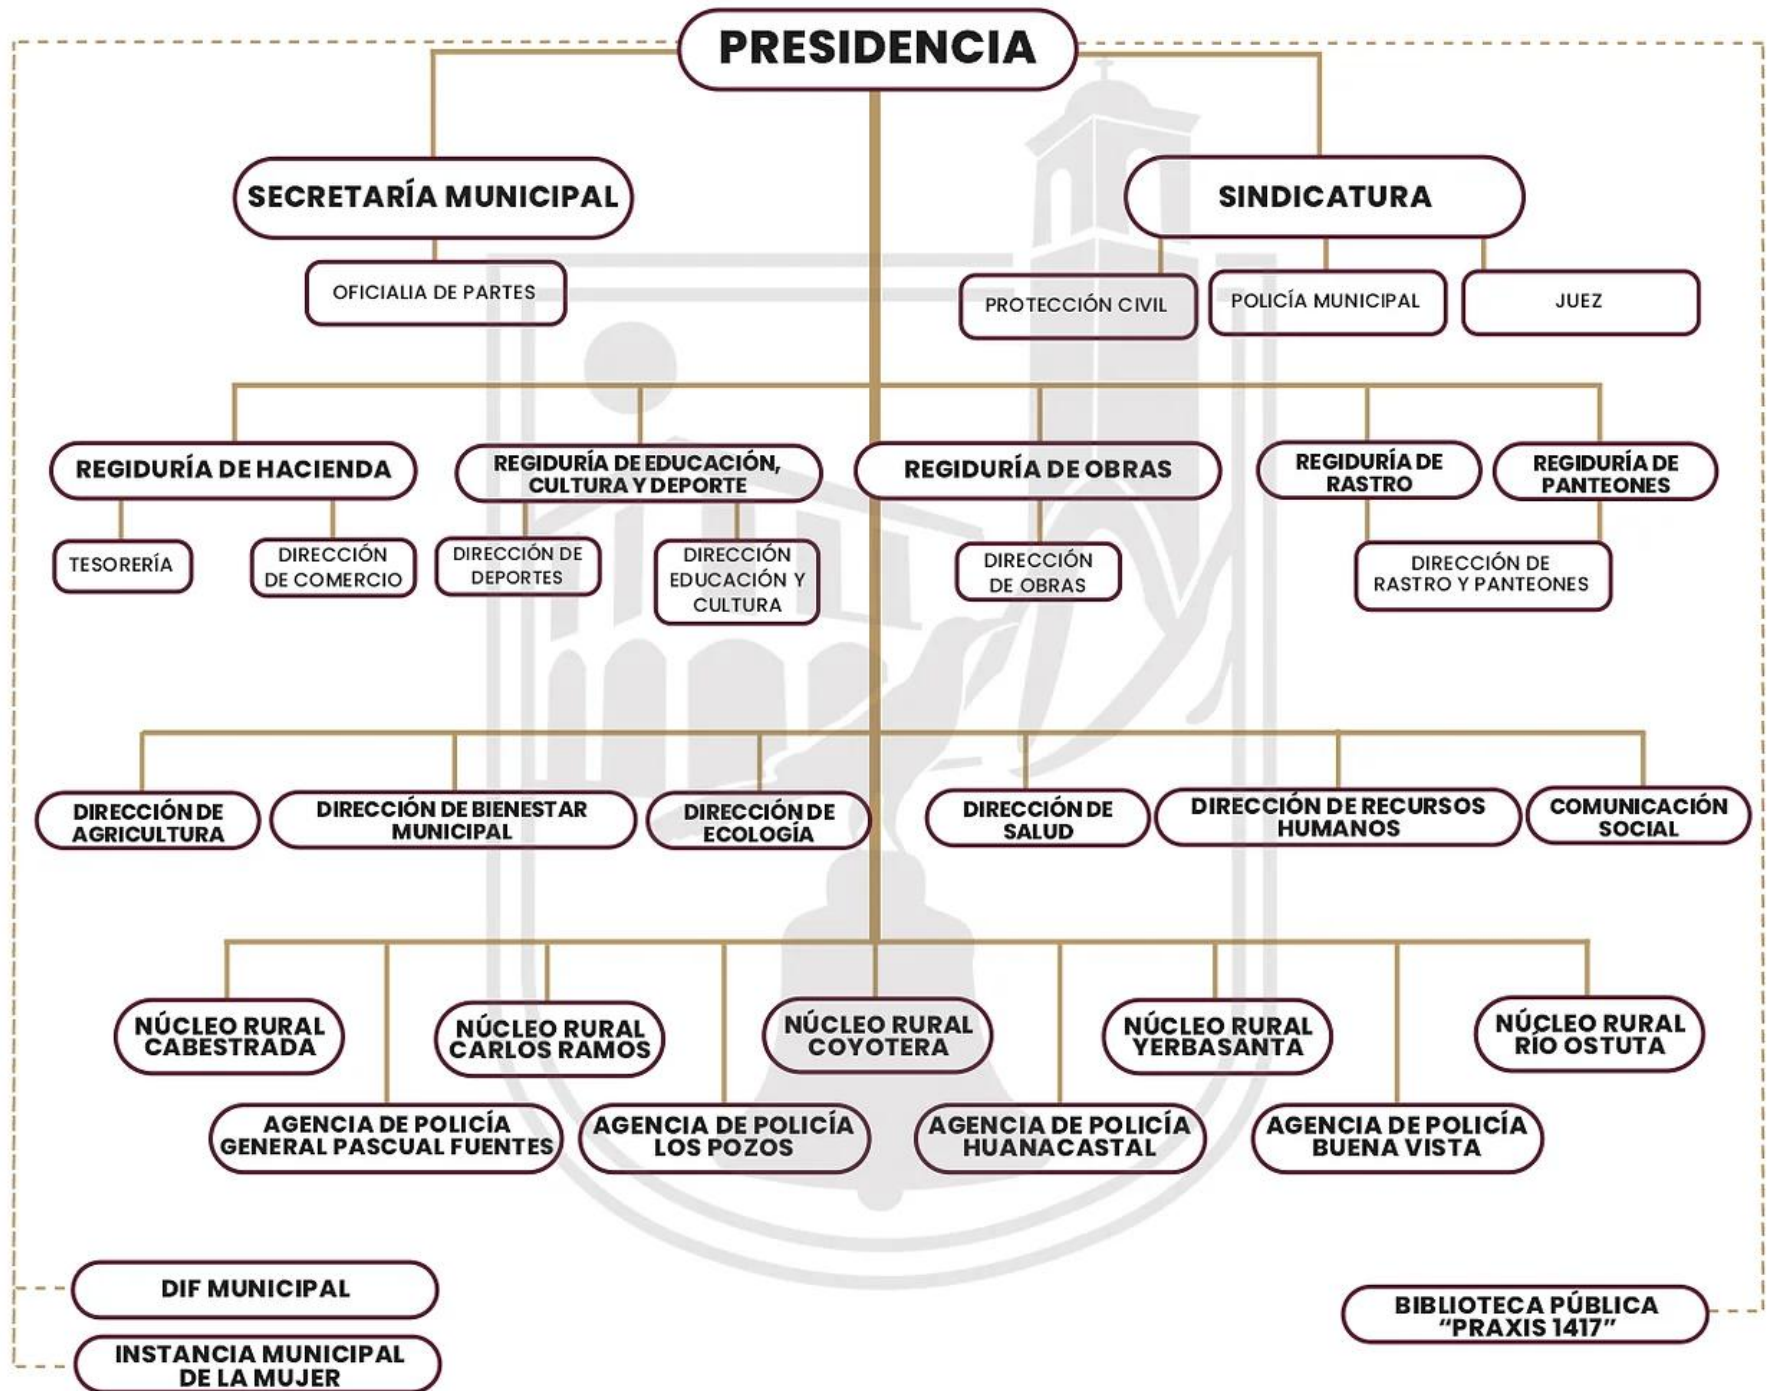 PRESIDENCIA
SECRETARÍA MUNICIPAL
SINDICATURA
OFICIALIA DE PARTES
PROTECCIÓN CIVIL
POLICÍA MUNICIPAL
JUEZ
REGIDURÍA DE HACIENDA
REGIDURÍA DE EDUCACIÓN,
CULTURA Y DEPORTE
REGIDURÍA DE OBRAS
REGIDURÍA DE
RASTRO
REGIDURÍA DE
PANTEONES
TESORERÍA
DIRECCIÓN
DE COMERCIO
DIRECCIÓN DE
DEPORTES
DIRECCIÓN
EDUCACIÓN Y
CULTURA
DIRECCIÓN
DE OBRAS
DIRECCIÓN DE
RASTRO Y PANTEONES
DIRECCIÓN DE
AGRICULTURA
DIRECCIÓN DE BIENESTAR
MUNICIPAL
DIRECCIÓN DE
ECOLOGÍA
DIRECCIÓN DE
SALUD
DIRECCIÓN DE RECURSOS
HUMANOS
COMUNICACIÓN
SOCIAL
NÚCLEO RURAL
CABESTRADA
NÚCLEO RURAL
CARLOS RAMOS
NÚCLEO RURAL
COYOTERA
NÚCLEO RURAL
YERBASANTA
NÚCLEO RURAL
RÍO OSTUTA
AGENCIA DE POLICÍA
GENERAL PASCUAL FUENTES
AGENCIA DE POLICÍA
LOS POZOS
AGENCIA DE POLICÍA
HUANACASTAL
AGENCIA DE POLICÍA
BUENA VISTA
DIF MUNICIPAL
INSTANCIA MUNICIPAL
DE LA MUJER
BIBLIOTECA PÚBLICA
“PRAXIS 1417”